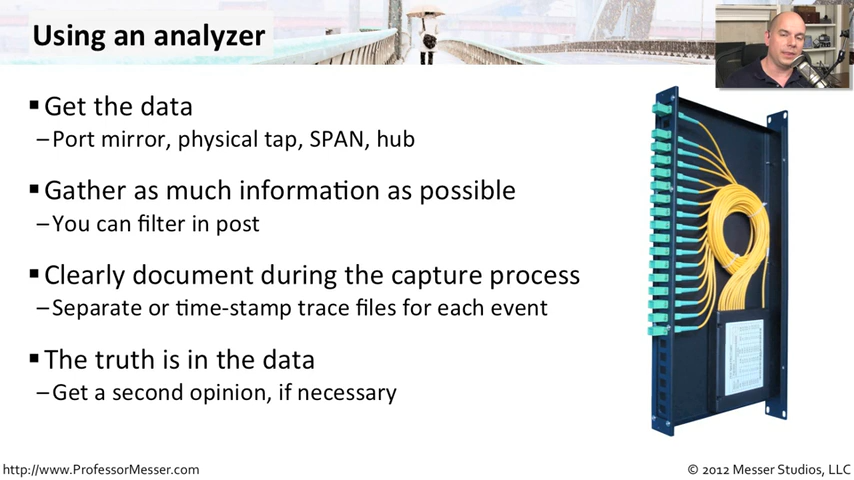 Using an analyzer
▪ Get the data
–Port mirror, physical tap, SPAN, hub
▪ Gather as much information as possible
–You can filter in post
▪ Clearly document during the capture process
–Separate or time-stamp trace files for each event
▪ The truth is in the data
–Get a second opinion, if necessary
http://www.ProfessorMesser.com
© 2012 Messer Studios, LLC